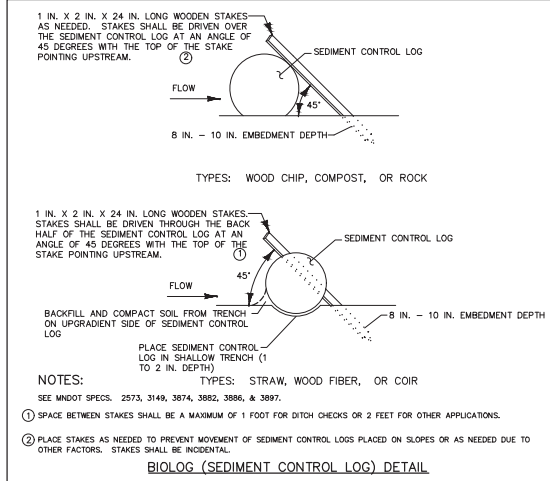 1 IN. X 2 IN. X 24 IN. LONG WOODEN STAKES
AS NEEDED. STAKES SHALL BE DRIVEN OVER
THE SEDIMENT CONTROL LOG AT AN ANGLE OF
45 DEGREES WITH THE TOP OF THE STAKE
POINTING UPSTREAM. 2
SEDIMENT CONTROL LOG
FLOW
45°
8 IN. - 10 IN. EMBEDMENT DEPTH
TYPES: WOOD CHIP, COMPOST, OR ROCK
1 IN. X 2 IN. X 24 IN. LONG WOODEN STAKES.
STAKES SHALL BE DRIVEN THROUGH THE BACK
HALF OF THE SEDIMENT CONTROL LOG AT AN
ANGLE OF 45 DEGREES WITH THE TOP OF THE
STAKE POINTING UPSTREAM. 1
SEDIMENT CONTROL LOG
45°
FLOW
BACKFILL AND COMPACT SOIL FROM TRENCH
ON UPGRADIENT SIDE OF SEDIMENT CONTROL
LOG
8 IN. - 10 IN. EMBEDMENT DEPTH
PLACE SEDIMENT CONTROL
LOG IN SHALLOW TRENCH (1
TO 2 IN. DEPTH)
NOTES:
TYPES: STRAW, WOOD FIBER, OR COIR
SEE MNDOT SPECS. 2573, 3149, 3874, 3882, 3886, & 3897.
1 SPACE BETWEEN STAKES SHALL BE A MAXIMUM OF 1 FOOT FOR DITCH CHECKS OR 2 FEET FOR OTHER APPLICATIONS.
2 PLACE STAKES AS NEEDED TO PREVENT MOVEMENT OF SEDIMENT CONTROL LOGS PLACED ON SLOPES OR AS NEEDED DUE TO
OTHER FACTORS. STAKES SHALL BE INCIDENTAL.
BIOLOG (SEDIMENT CONTROL LOG) DETAIL